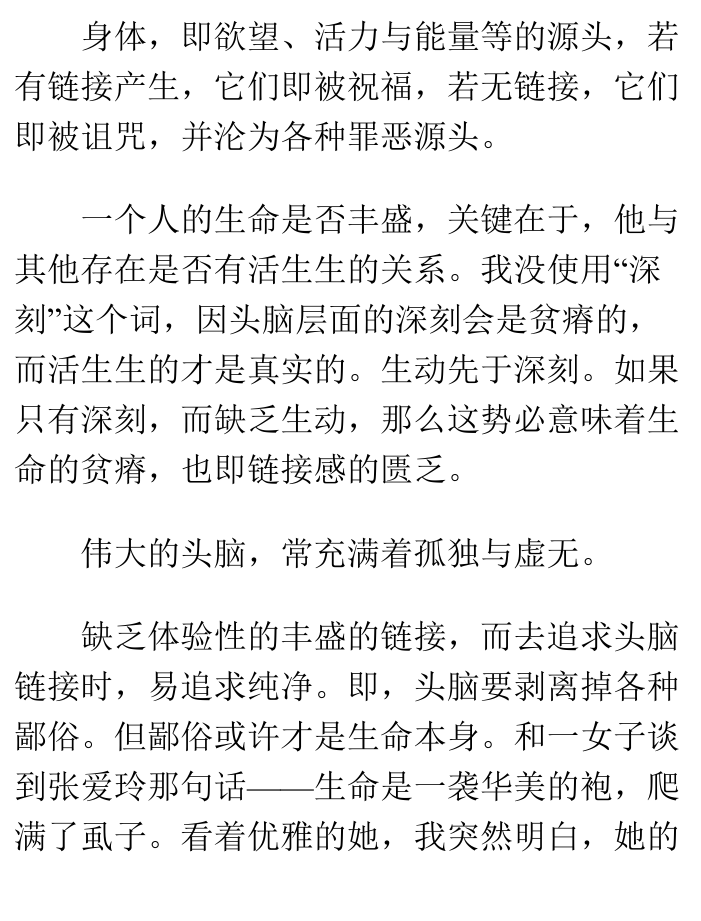 身体，即欲望、活力与能量等的源头，若
有链接产生，它们即被祝福，若无链接，它们
即被诅咒，并沦为各种罪恶源头。
一个人的生命是否丰盛，关键在于，他与
其他存在是否有活生生的关系。我没使用“深
刻”这个词，因头脑层面的深刻会是贫瘠的，
而活生生的才是真实的。生动先于深刻。如果
只有深刻，而缺乏生动，那么这势必意味着生
命的贫瘠，也即链接感的匮乏。
伟大的头脑，常充满着孤独与虚无。
缺乏体验性的丰盛的链接，而去追求头脑
链接时，易追求纯净。即，头脑要剥离掉各种
鄙俗。但鄙俗或许才是生命本身。和一女子谈
到张爱玲那句话——生命是一袭华美的袍，爬
满了虱子。看着优雅的她，我突然明白，她的